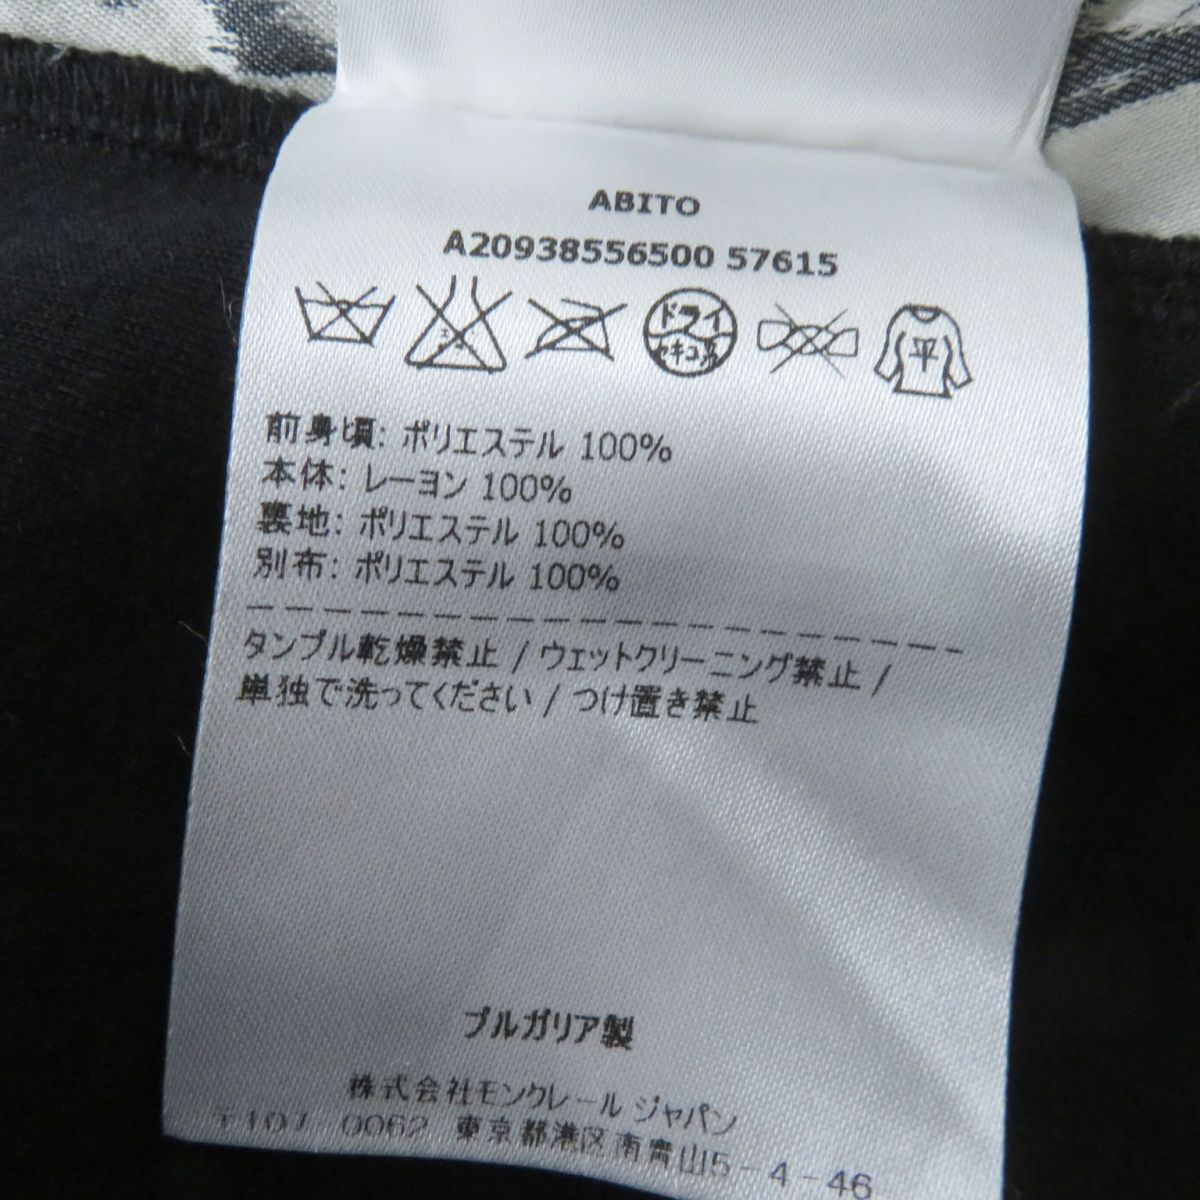 ABITO
A20938556500 57615
ドライ
セキユ系
平
前身頃: ポリエステル 100%
本体: レーヨン 100%
裏地: ポリエステル 100%
別布: ポリエステル 100%
タンブル乾燥禁止 / ウェットクリーニング禁止 /
単独で洗ってください / つけ置き禁止
ブルガリア製
株式会社モンクレール ジャパン
〒107-0062 東京都港区南青山5-4-46